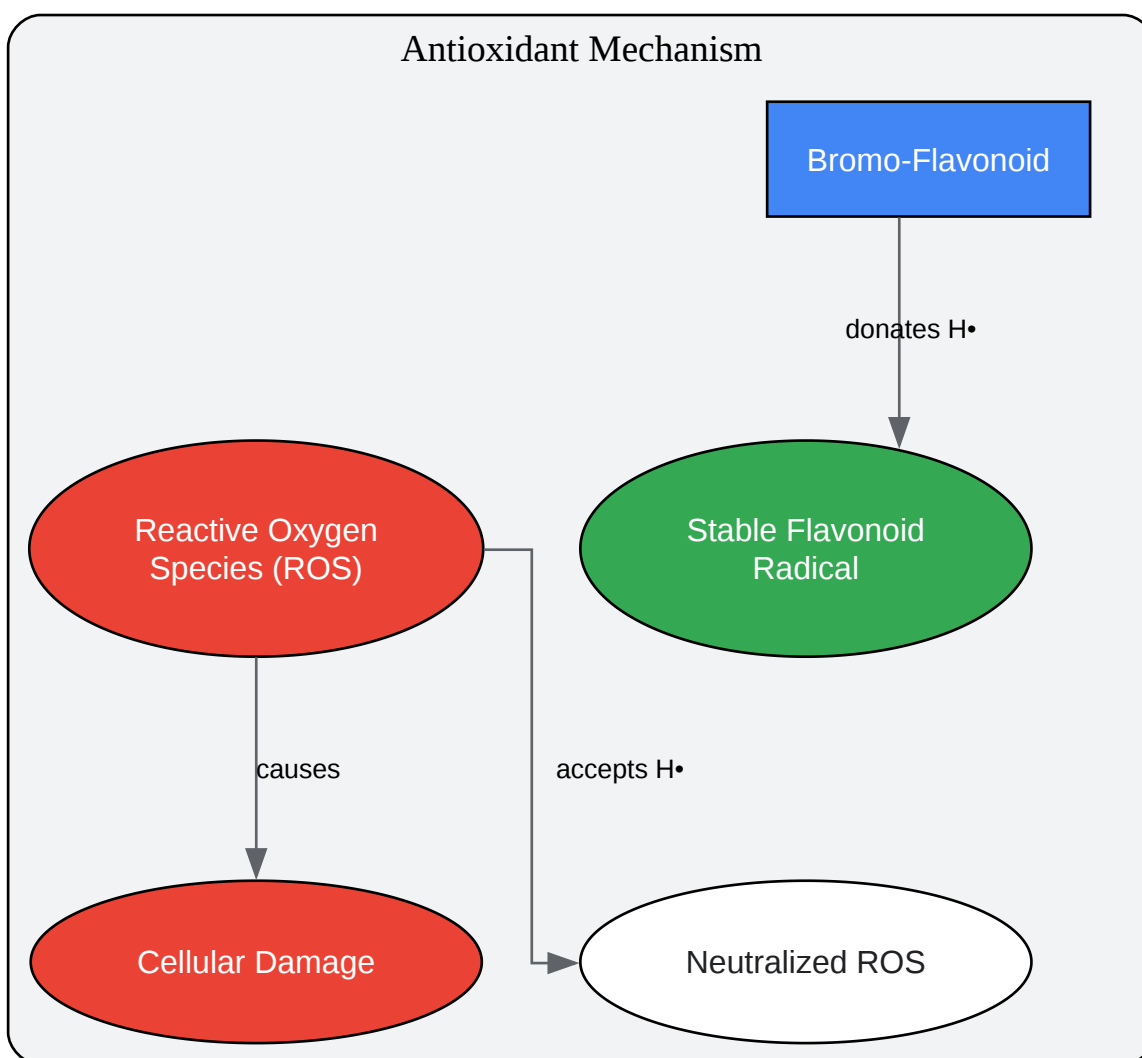 Antioxidant Mechanism
Bromo-Flavonoid
donates H•
Reactive Oxygen
Species (ROS)
Stable Flavonoid
Radical
causes
accepts H•
Cellular Damage
Neutralized ROS